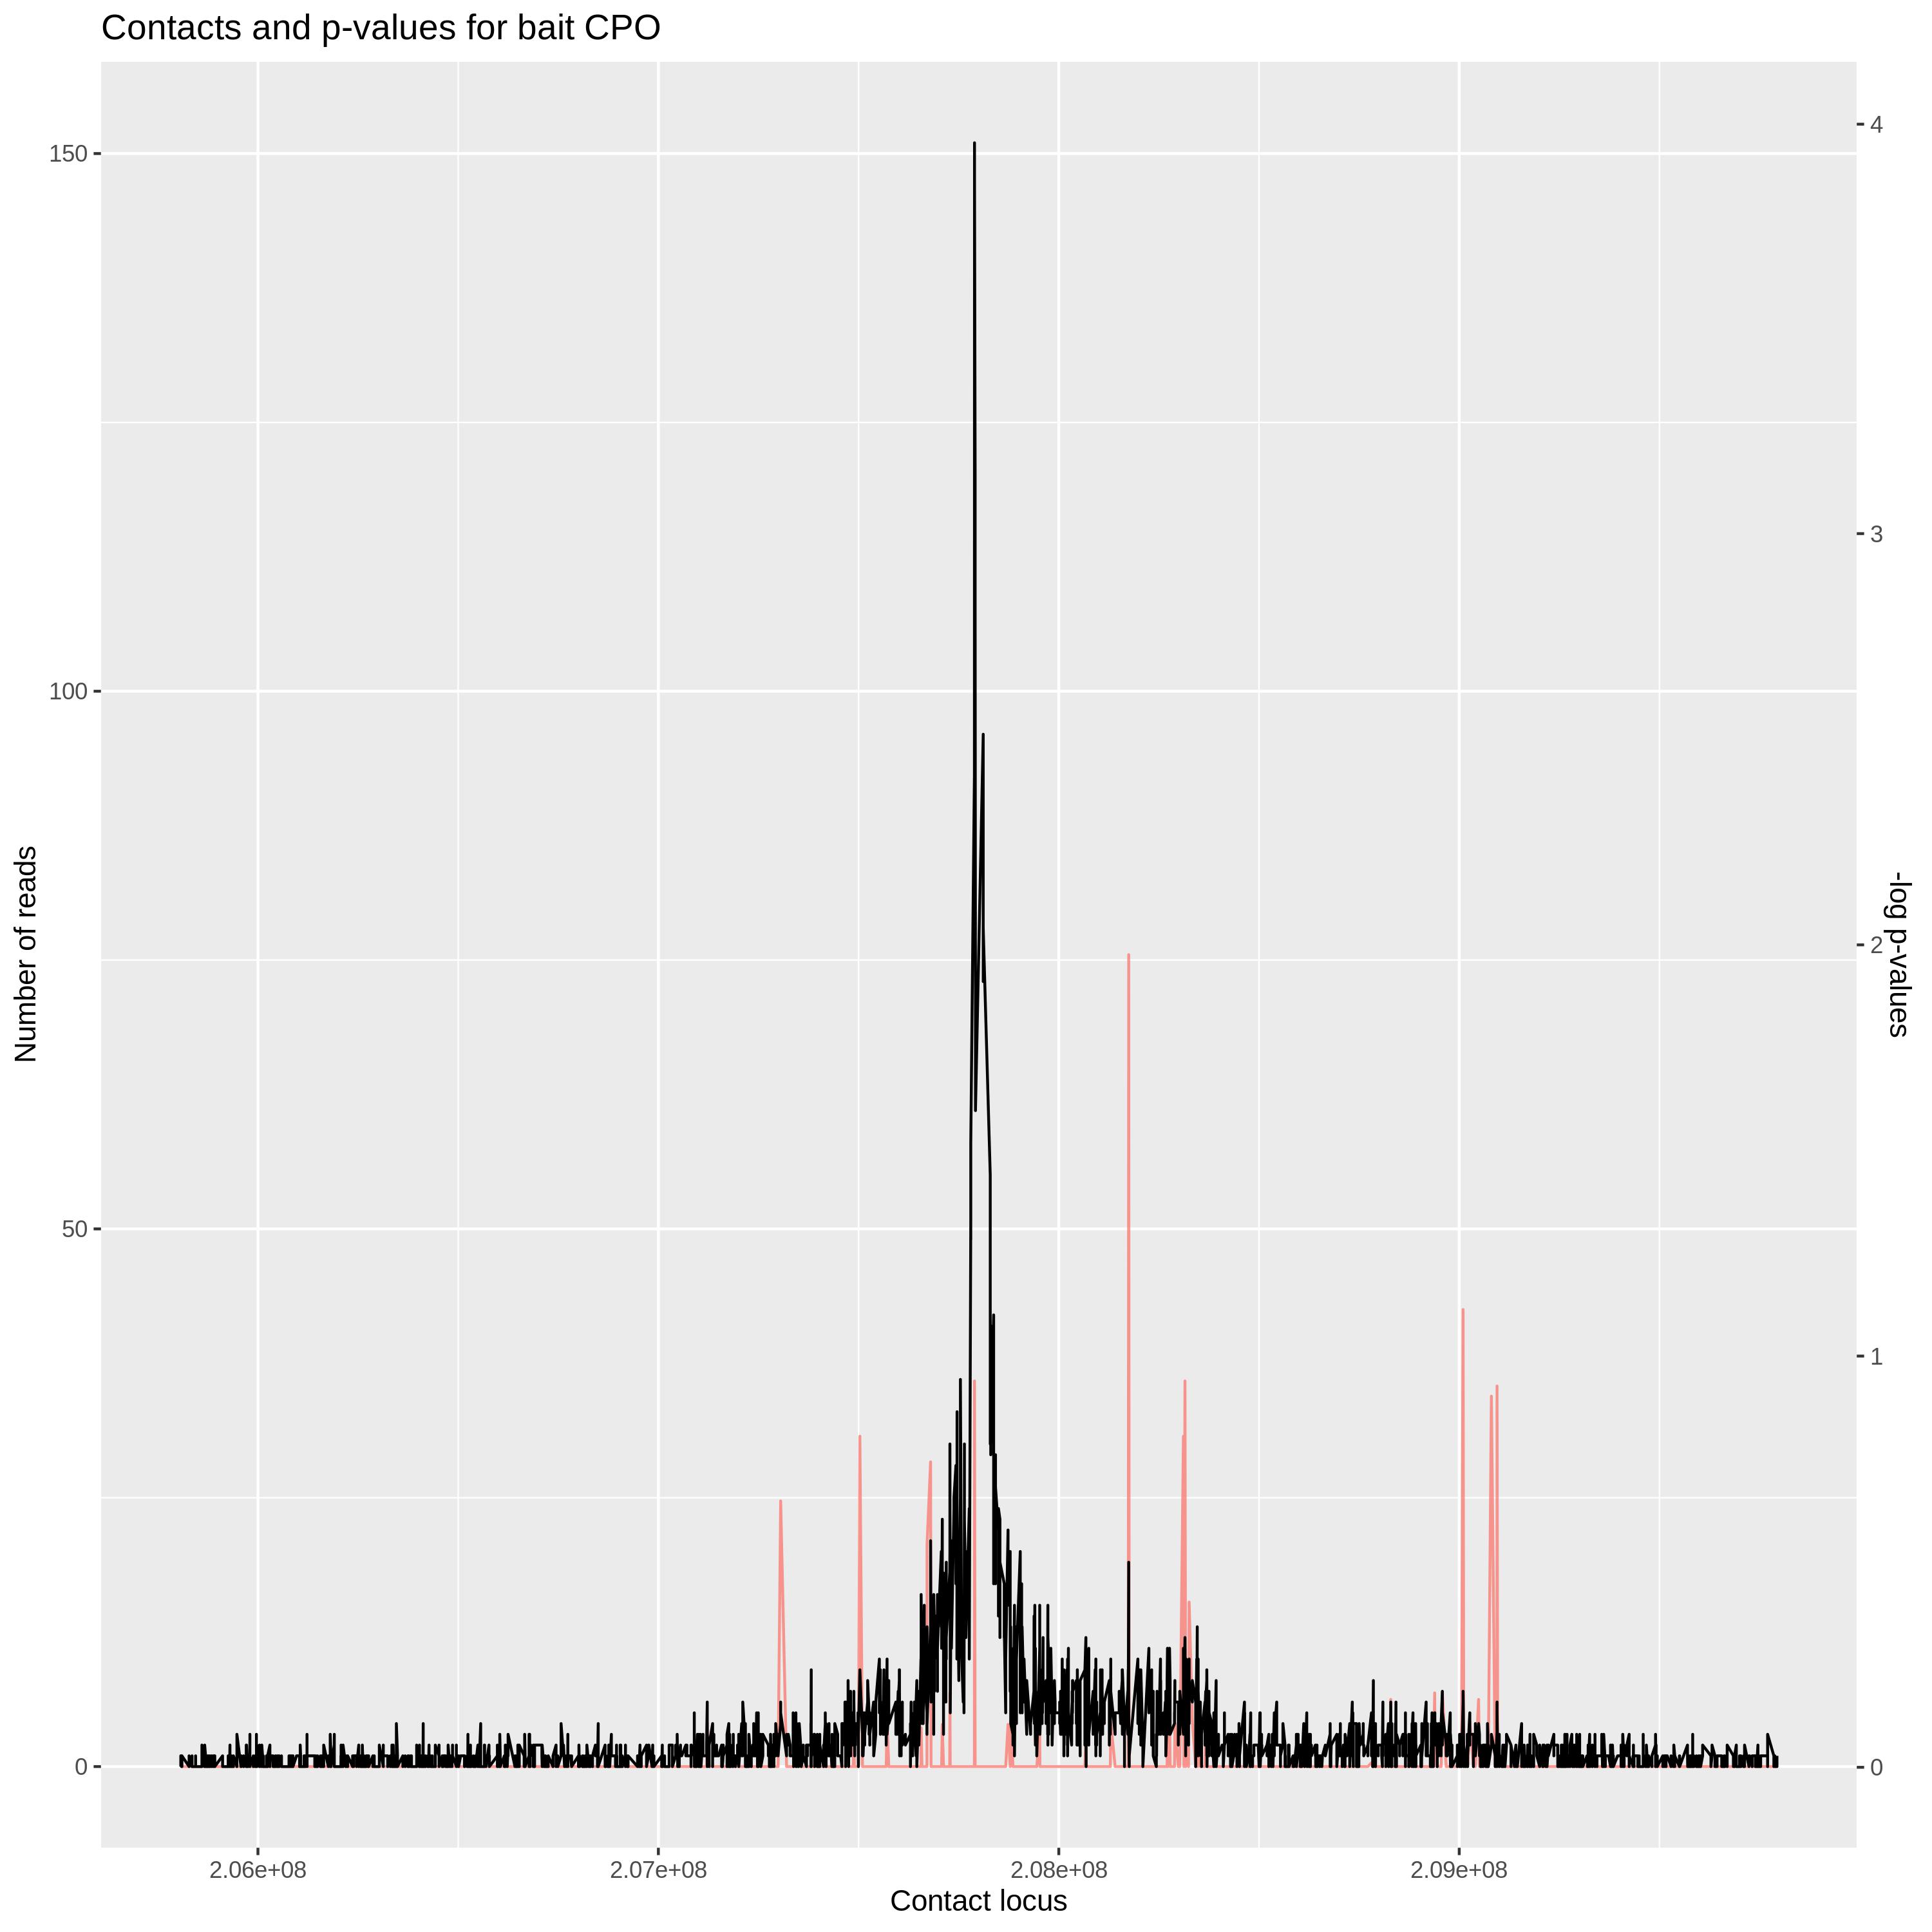 Contacts and p-values for bait CPO
150
100
50
0
Number of reads
4
3
2
1
0
-log p-values
2.06e+08 2.07e+08 2.08e+08 2.09e+08
Contact locus